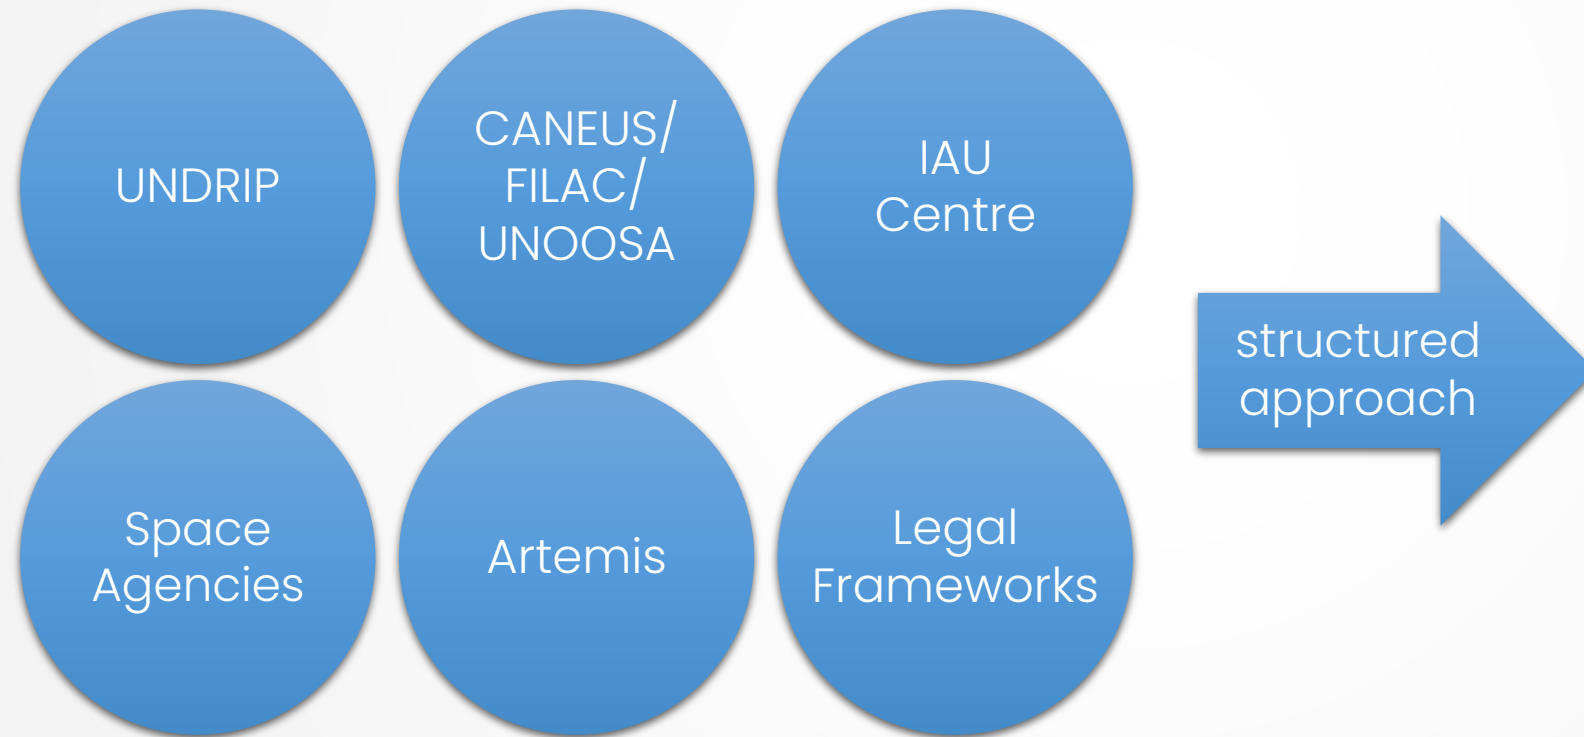 UNDRIP
CANEUS/
FILAC/
UNOOSA
IAU
Centre
structured
approach
Space
Agencies
Artemis
Legal
Frameworks